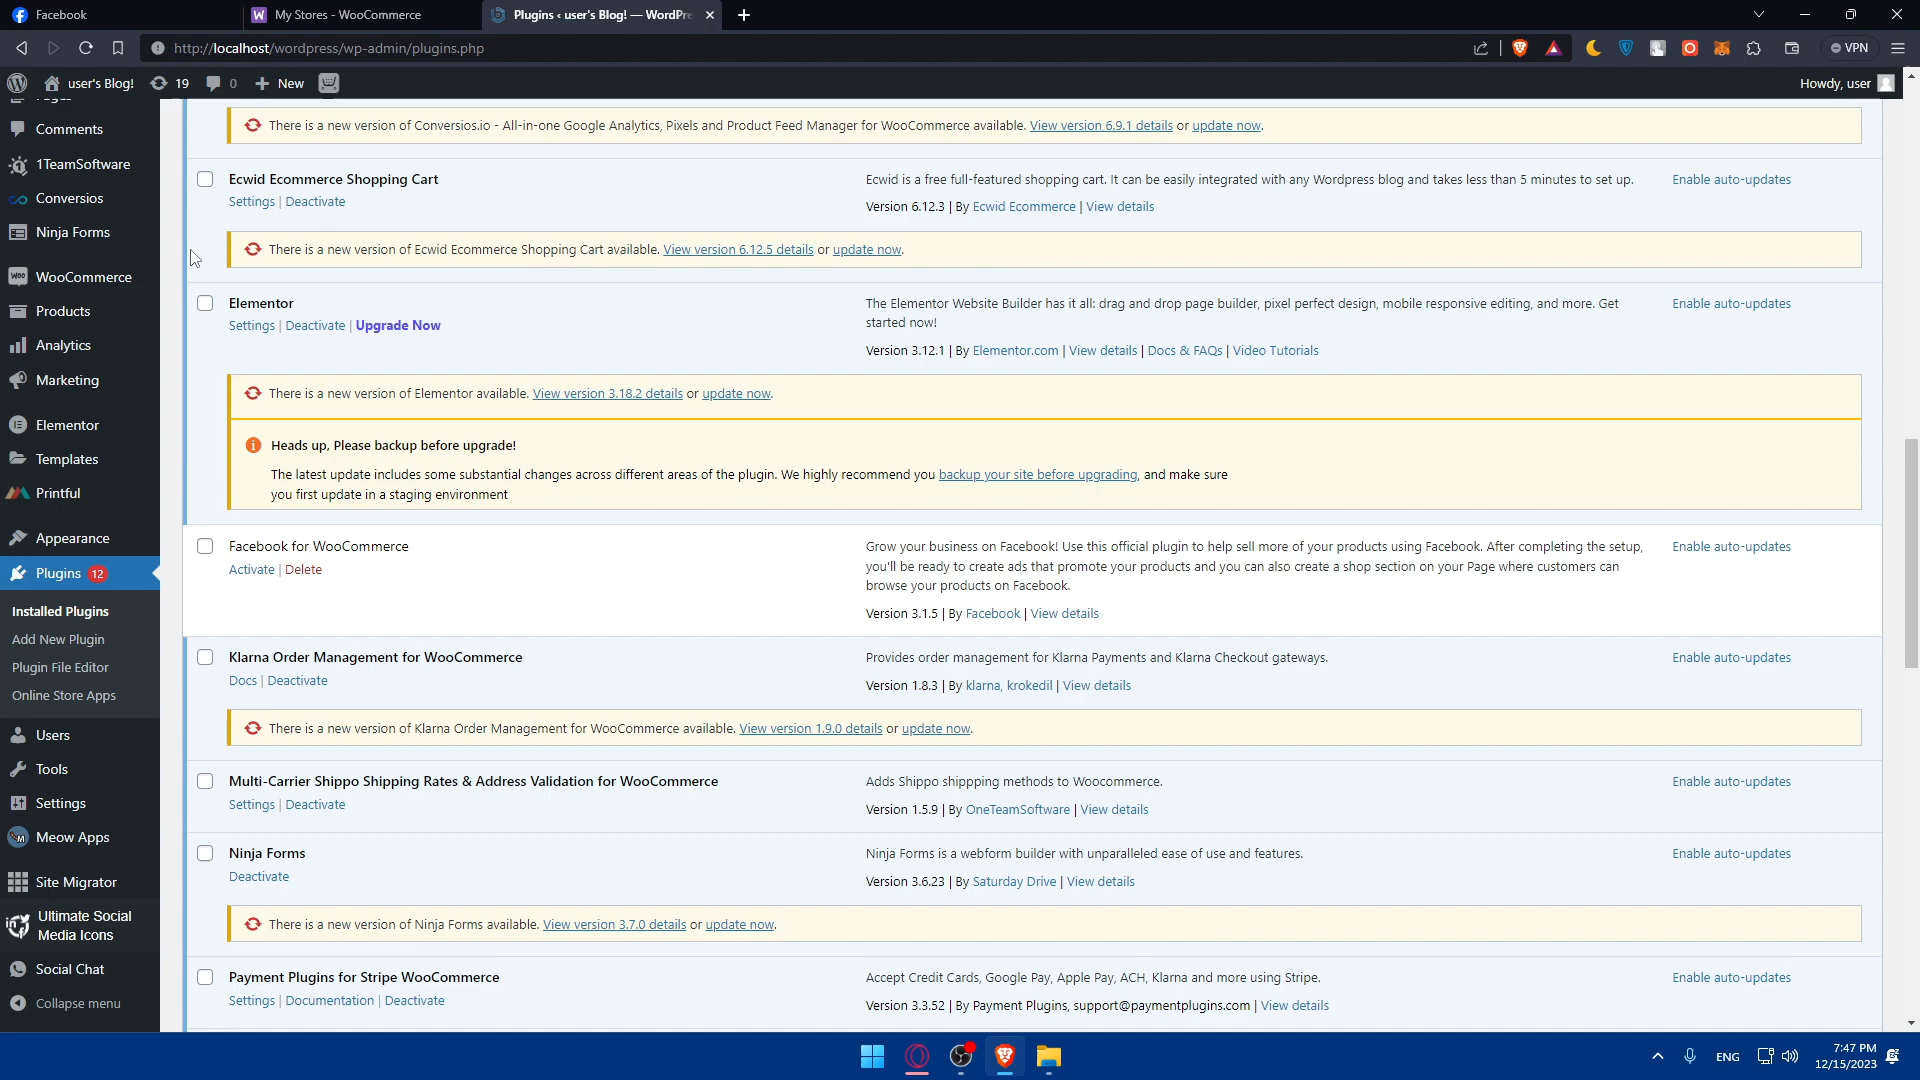 Facebook
My Stores - WooCommerce
Plugins ‹ user's Blog! — WordPre
http://localhost/wordpress/wp-admin/plugins.php
VPN
user's Blog!
19
0
New
Howdy, user
Comments
1TeamSoftware
Conversios
Ninja Forms
WooCommerce
Products
Analytics
Marketing
Elementor
Templates
Printful
Appearance
Plugins 12
Installed Plugins
Add New Plugin
Plugin File Editor
Online Store Apps
Users
Tools
Settings
Meow Apps
Site Migrator
Ultimate Social
Media Icons
Social Chat
Collapse menu
There is a new version of Conversios.io - All-in-one Google Analytics, Pixels and Product Feed Manager for WooCommerce available. View version 6.9.1 details or update now.
Ecwid Ecommerce Shopping Cart
Settings | Deactivate
Ecwid is a free full-featured shopping cart. It can be easily integrated with any Wordpress blog and takes less than 5 minutes to set up.
Version 6.12.3 | By Ecwid Ecommerce | View details
Enable auto-updates
There is a new version of Ecwid Ecommerce Shopping Cart available. View version 6.12.5 details or update now.
Elementor
Settings | Deactivate | Upgrade Now
The Elementor Website Builder has it all: drag and drop page builder, pixel perfect design, mobile responsive editing, and more. Get
started now!
Version 3.12.1 | By Elementor.com | View details | Docs & FAQs | Video Tutorials
Enable auto-updates
There is a new version of Elementor available. View version 3.18.2 details or update now.
Heads up, Please backup before upgrade!
The latest update includes some substantial changes across different areas of the plugin. We highly recommend you backup your site before upgrading, and make sure
you first update in a staging environment
Facebook for WooCommerce
Activate | Delete
Grow your business on Facebook! Use this official plugin to help sell more of your products using Facebook. After completing the setup,
you'll be ready to create ads that promote your products and you can also create a shop section on your Page where customers can
browse your products on Facebook.
Version 3.1.5 | By Facebook | View details
Enable auto-updates
Klarna Order Management for WooCommerce
Docs | Deactivate
Provides order management for Klarna Payments and Klarna Checkout gateways.
Version 1.8.3 | By klarna, krokedil | View details
Enable auto-updates
There is a new version of Klarna Order Management for WooCommerce available. View version 1.9.0 details or update now.
Multi-Carrier Shippo Shipping Rates & Address Validation for WooCommerce
Settings | Deactivate
Adds Shippo shippping methods to Woocommerce.
Version 1.5.9 | By OneTeamSoftware | View details
Enable auto-updates
Ninja Forms
Deactivate
Ninja Forms is a webform builder with unparalleled ease of use and features.
Version 3.6.23 | By Saturday Drive | View details
Enable auto-updates
There is a new version of Ninja Forms available. View version 3.7.0 details or update now.
Payment Plugins for Stripe WooCommerce
Settings | Documentation | Deactivate
Accept Credit Cards, Google Pay, Apple Pay, ACH, Klarna and more using Stripe.
Version 3.3.52 | By Payment Plugins, support@paymentplugins.com | View details
Enable auto-updates
ENG
7:47 PM
12/15/2023